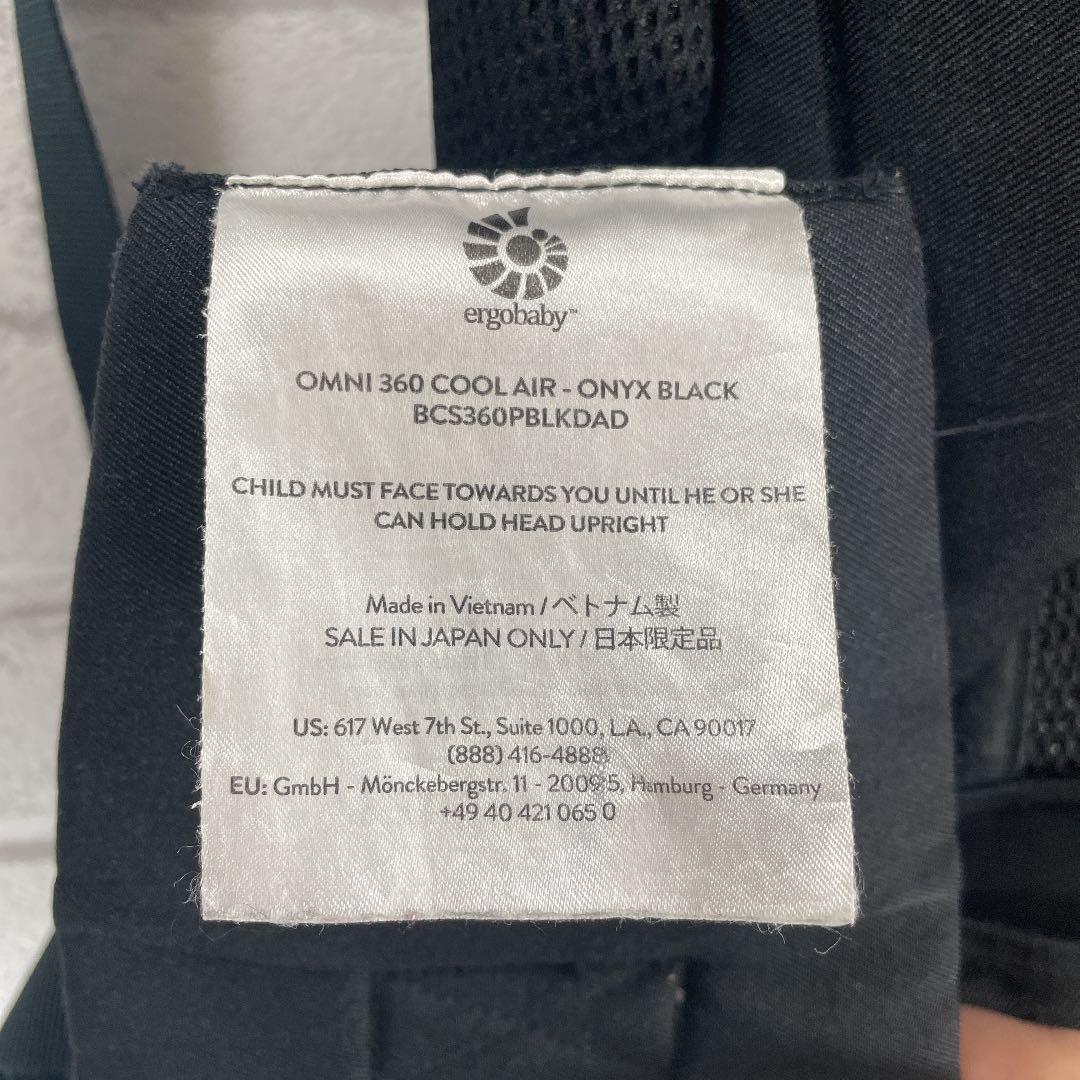 ergobaby™
OMNI 360 COOL AIR - ONYX BLACK
BCS360PBLKDAD
CHILD MUST FACE TOWARDS YOU UNTIL HE OR SHE
CAN HOLD HEAD UPRIGHT
Made in Vietnam / ベトナム製
SALE IN JAPAN ONLY / 日本限定品
US: 617 West 7th St., Suite 1000, L.A., CA 90017
(888) 416-4888
EU: GmbH - Mönckebergstr. 11 - 20095, Hamburg - Germany
+49 40 421 065 0